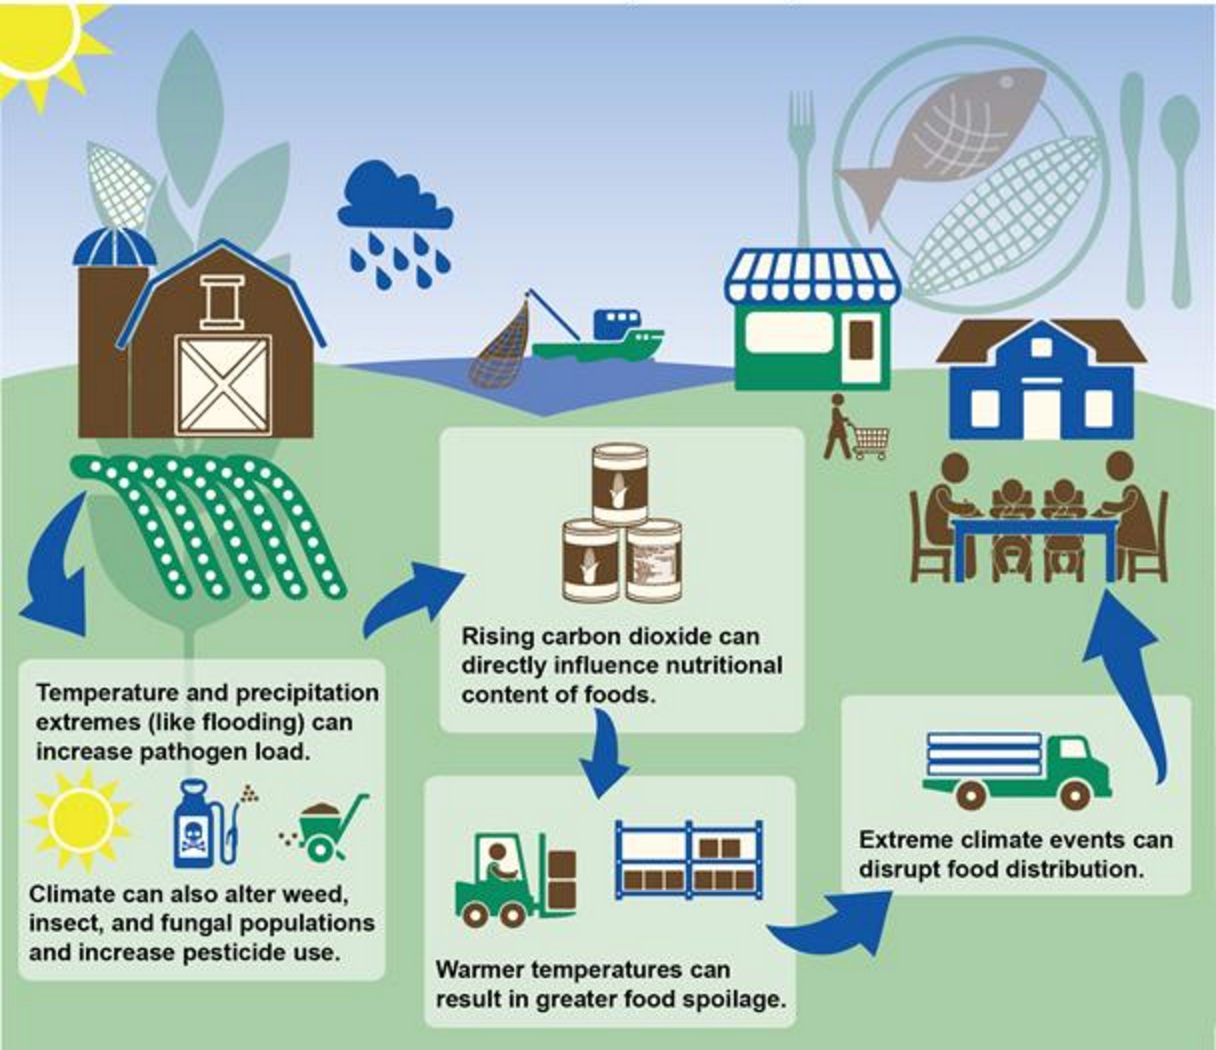 Temperature and precipitation
extremes (like flooding) can
increase pathogen load.
Climate can also alter weed,
insect, and fungal populations
and increase pesticide use.
Rising carbon dioxide can
directly influence nutritional
content of foods.
Warmer temperatures can
result in greater food spoilage.
Extreme climate events can
disrupt food distribution.